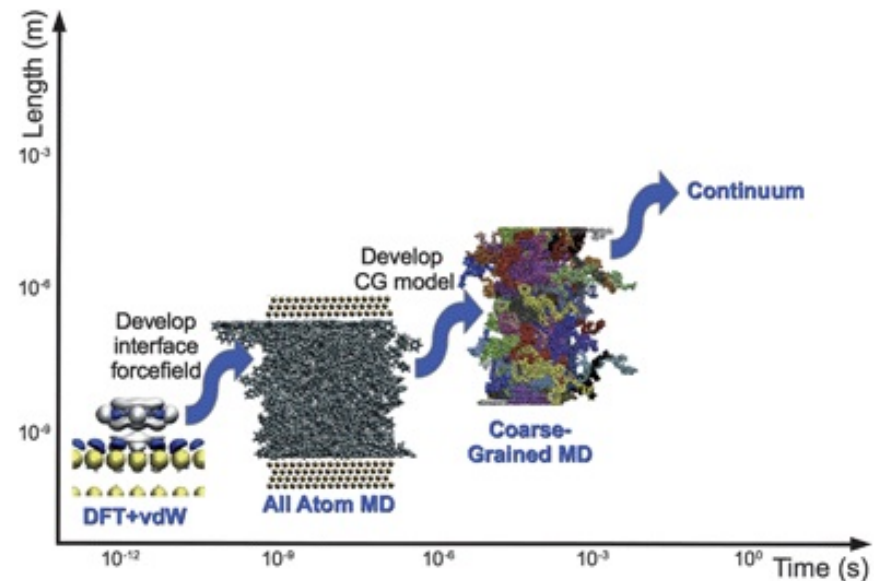 Length (m)
10-3
10-6
10-9
Develop
interface
forcefield
DFT+vdW
All Atom MD
Develop
CG model
Coarse-
Grained MD
Continuum
10-12
10-9
10-6
10-3
100
Time (s)